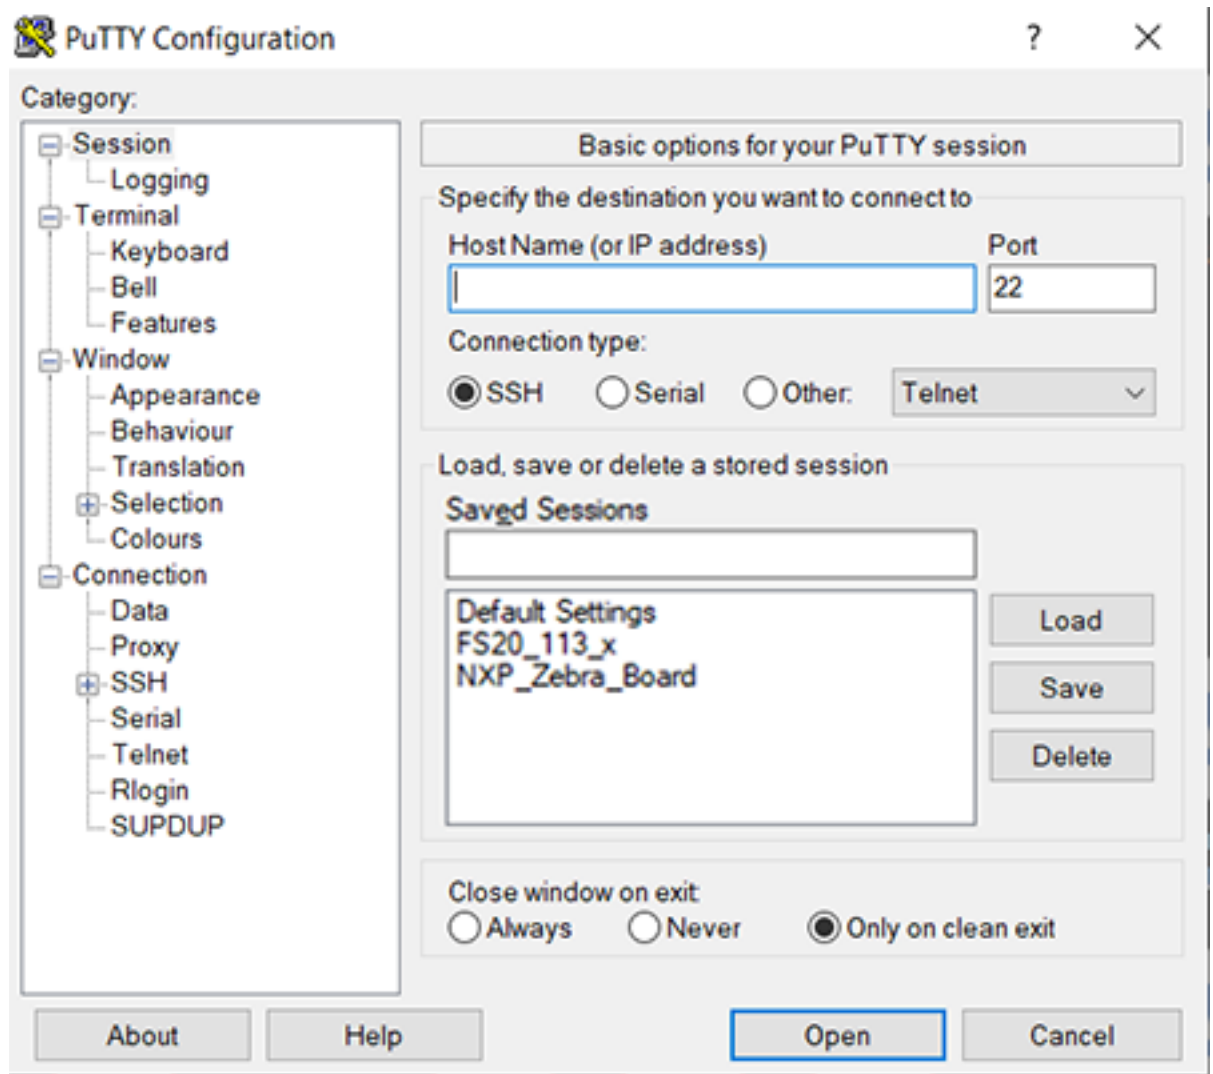 PuTTY Configuration
?
Category:
Session
Logging
Terminal
Keyboard
Bell
Features
Window
Appearance
Behaviour
Translation
Selection
Colours
Connection
Data
Proxy
SSH
Serial
Telnet
Rlogin
SUPDUP
Basic options for your PuTTY session
Specify the destination you want to connect to
Host Name (or IP address) Port
22
Connection type:
SSH Serial Other: Telnet
Load, save or delete a stored session
Saved Sessions
Default Settings
FS20_113_x
NXP_Zebra_Board
Load
Save
Delete
Close window on exit:
Always Never Only on clean exit
About Help Open Cancel